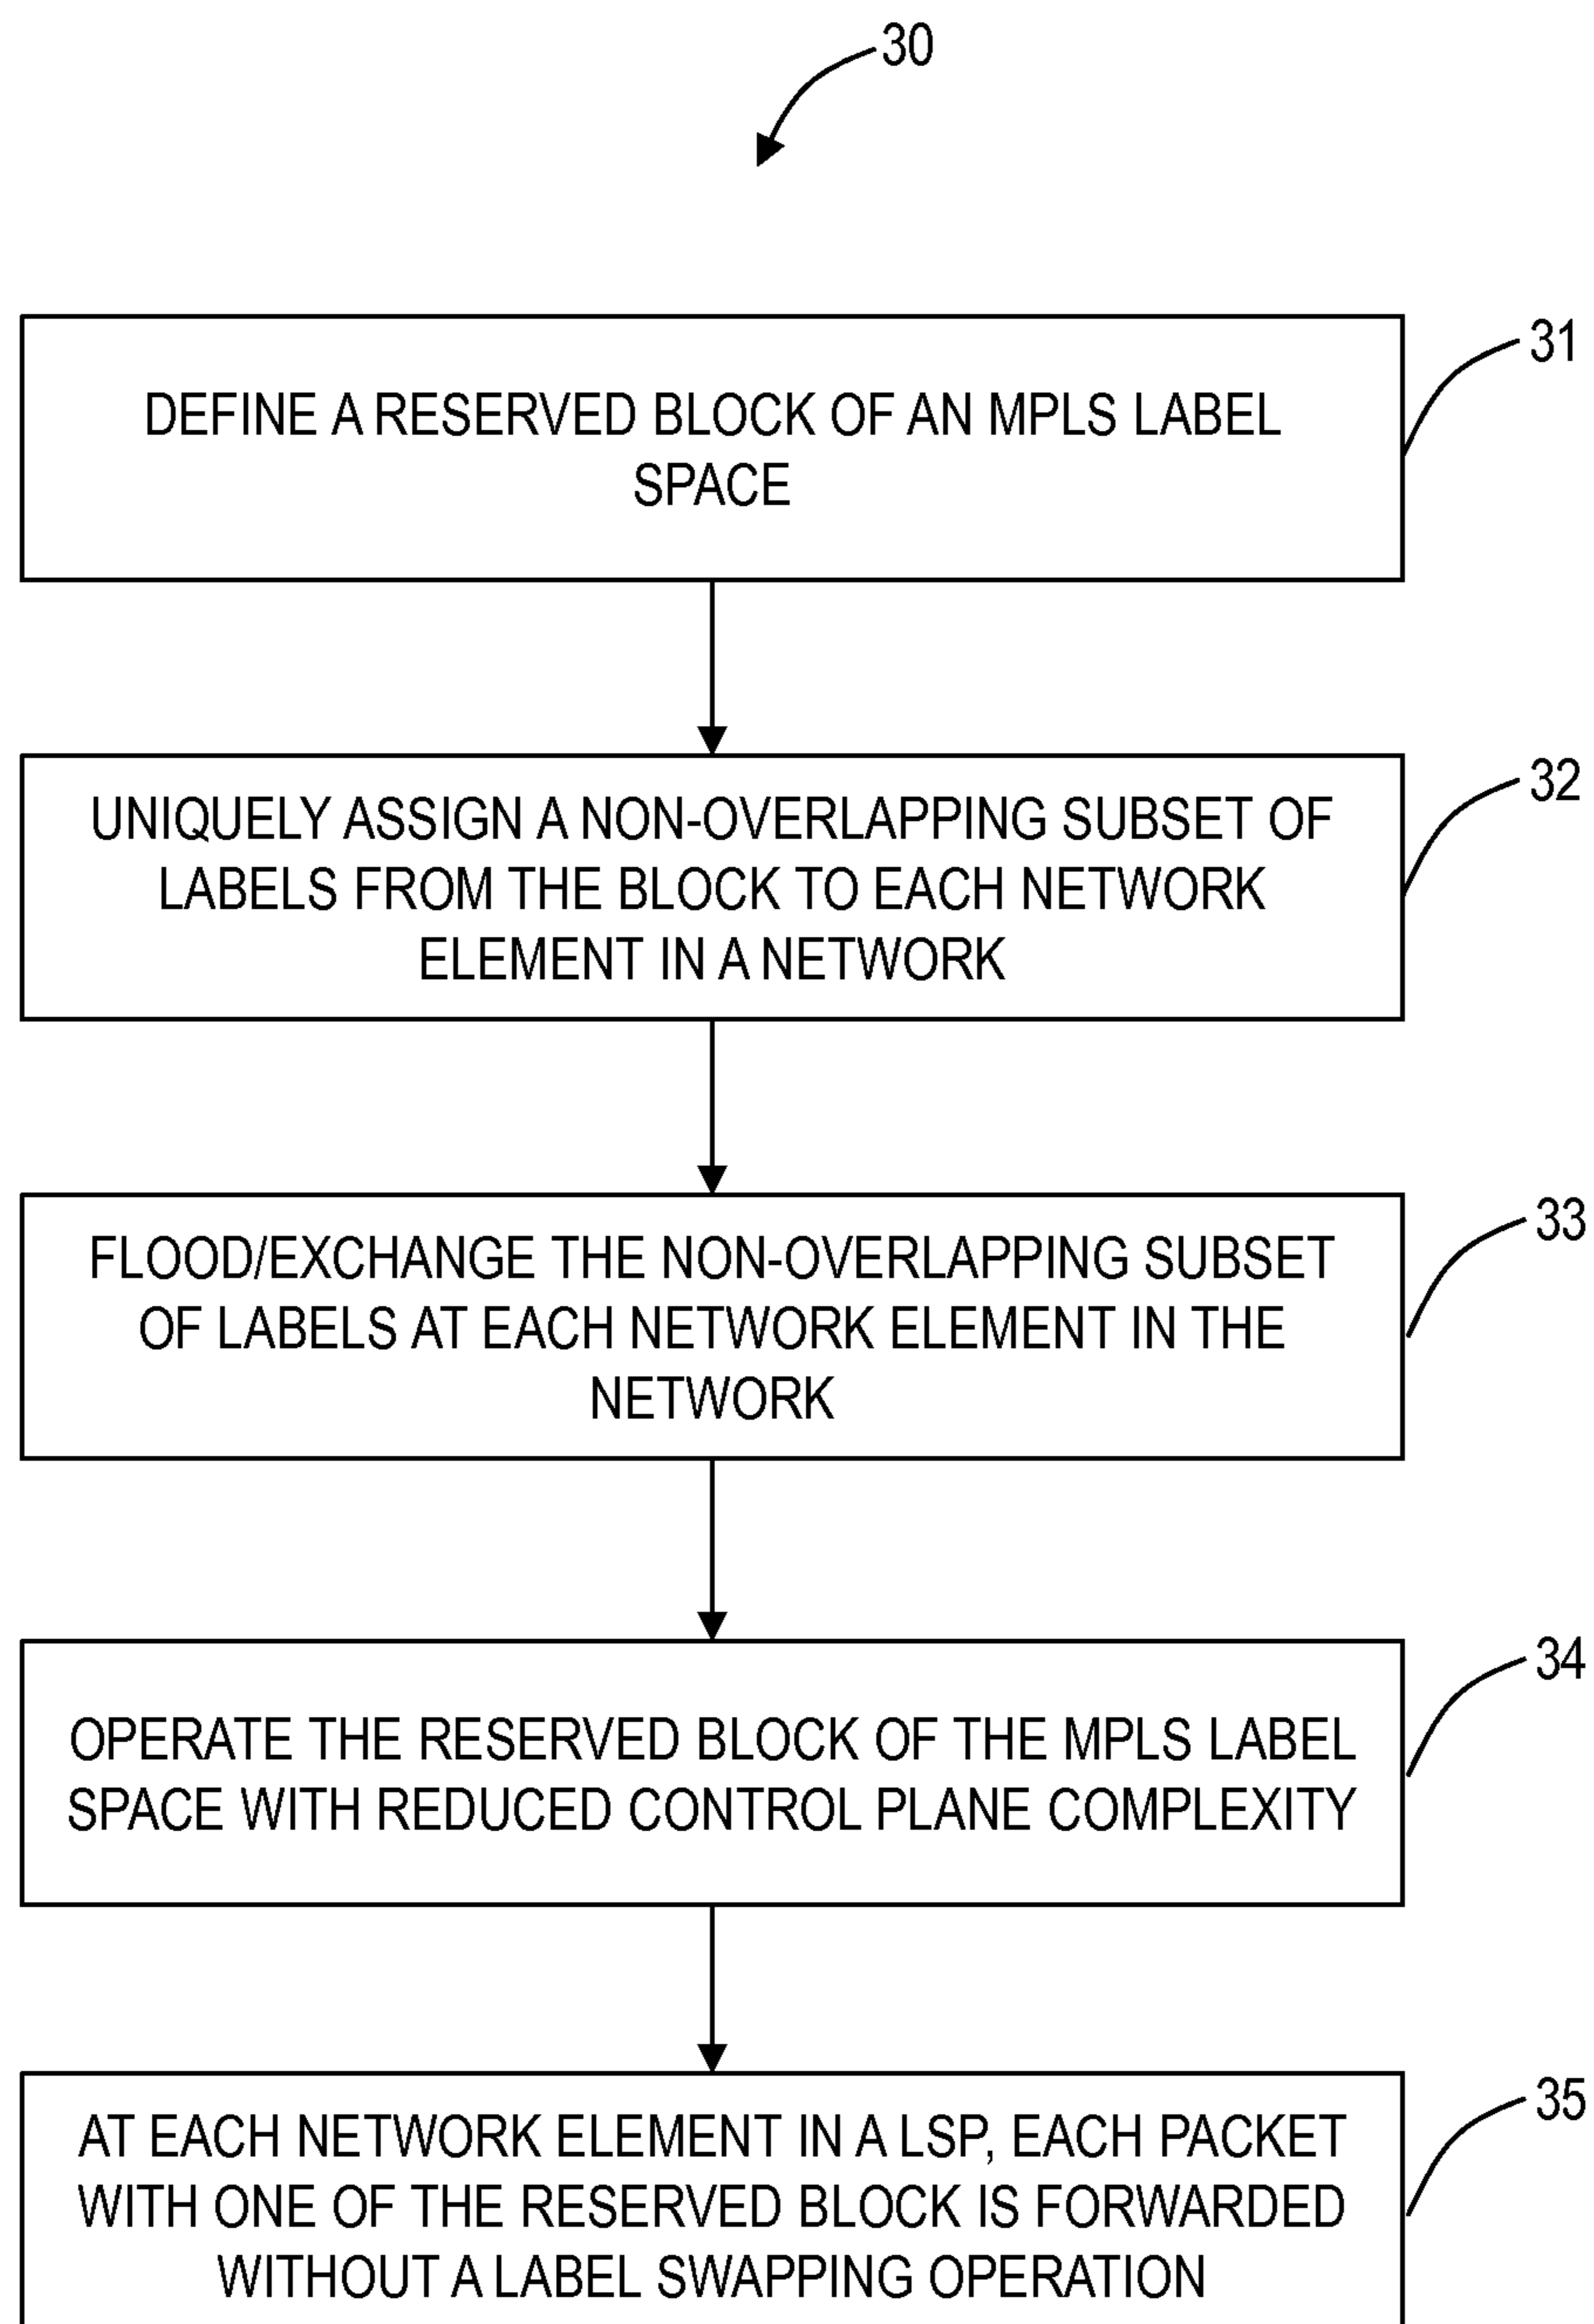 30
31
DEFINE A RESERVED BLOCK OF AN MPLS LABEL
SPACE
32
UNIQUELY ASSIGN A NON-OVERLAPPING SUBSET OF
LABELS FROM THE BLOCK TO EACH NETWORK
ELEMENT IN A NETWORK
33
FLOOD/EXCHANGE THE NON-OVERLAPPING SUBSET
OF LABELS AT EACH NETWORK ELEMENT IN THE
NETWORK
34
OPERATE THE RESERVED BLOCK OF THE MPLS LABEL
SPACE WITH REDUCED CONTROL PLANE COMPLEXITY
35
AT EACH NETWORK ELEMENT IN A LSP, EACH PACKET
WITH ONE OF THE RESERVED BLOCK IS FORWARDED
WITHOUT A LABEL SWAPPING OPERATION